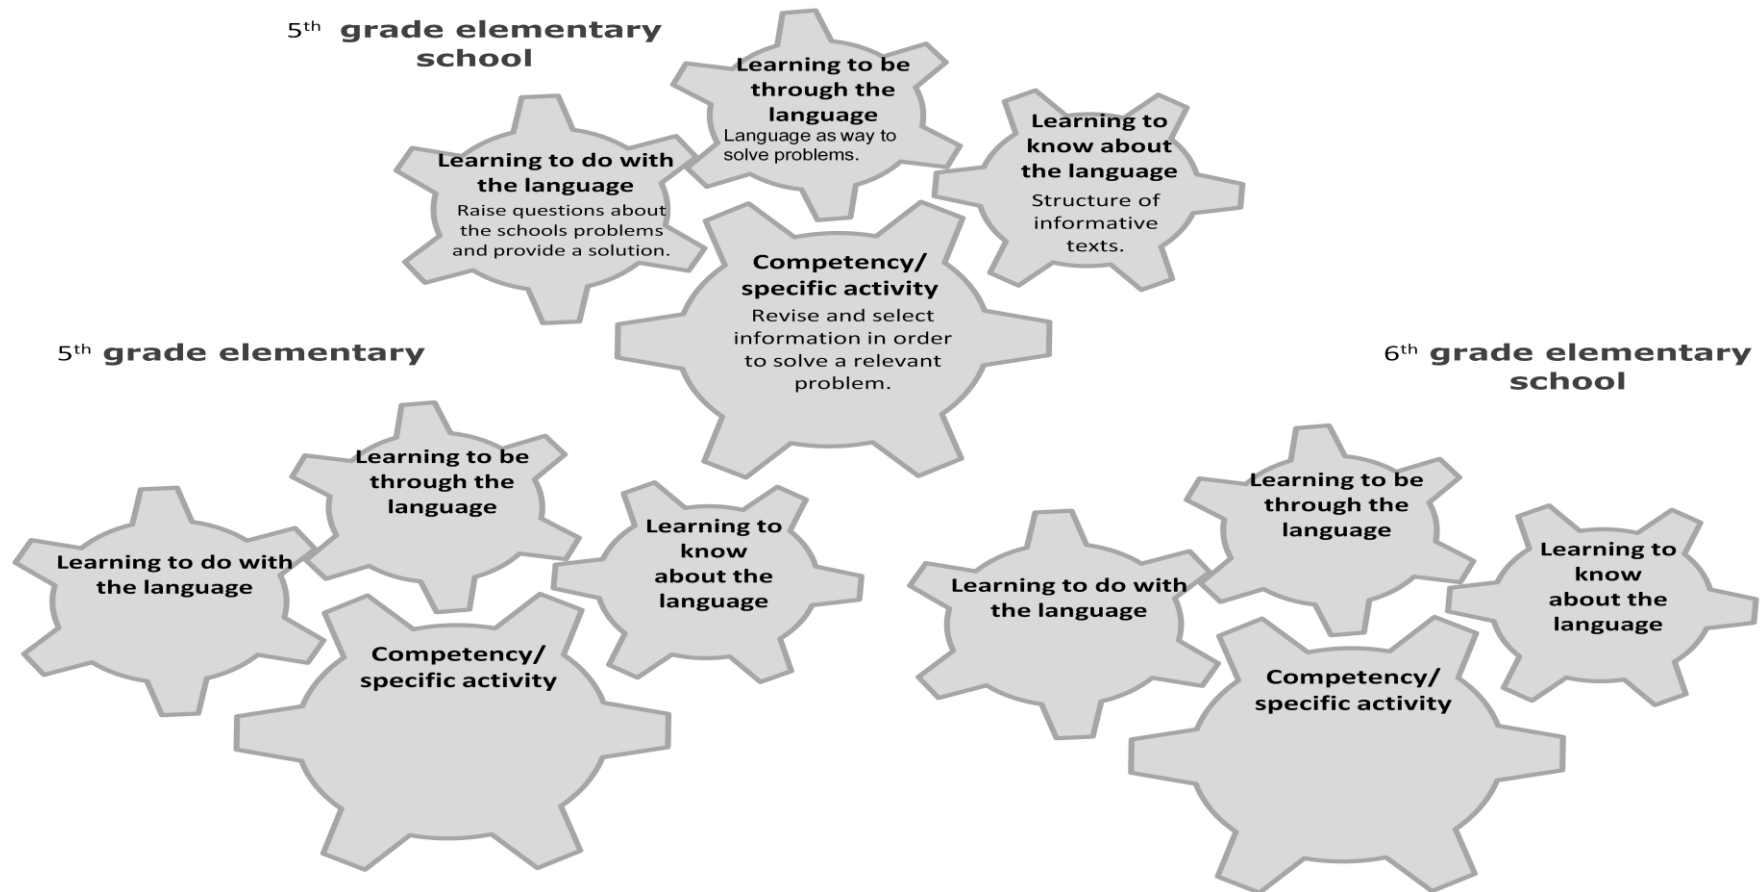 5th grade elementary
school
Learning to be
through the
language
Language as way to
solve problems.
Learning to do with
the language
Raise questions about
the schools problems
and provide a solution.
Learning to
know about
the language
Structure of
informative
texts.
Competency/
specific activity
Revise and select
information in order
to solve a relevant
problem.
5th grade elementary
Learning to be
through the
language
Learning to do with
the language
Learning to
know
about the
language
Competency/
specific activity
6th grade elementary
school
Learning to be
through the
language
Learning to do with
the language
Learning to
know
about the
language
Competency/
specific activity